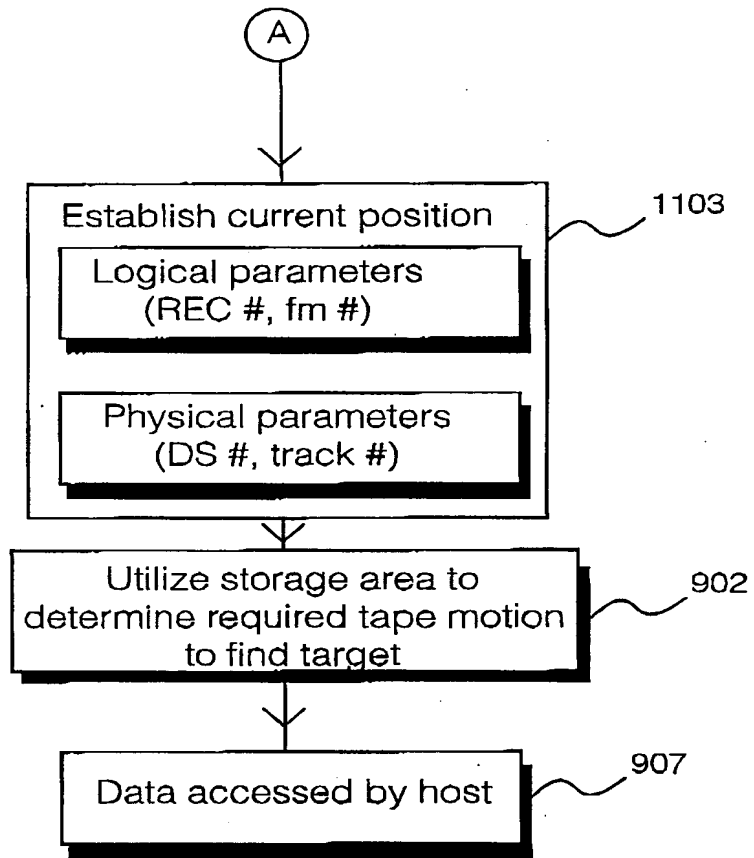 A
Establish current position
1103
Logical parameters
(REC #, fm #)
Physical parameters
(DS #, track #)
Utilize storage area to
determine required tape motion
to find target
902
Data accessed by host
907